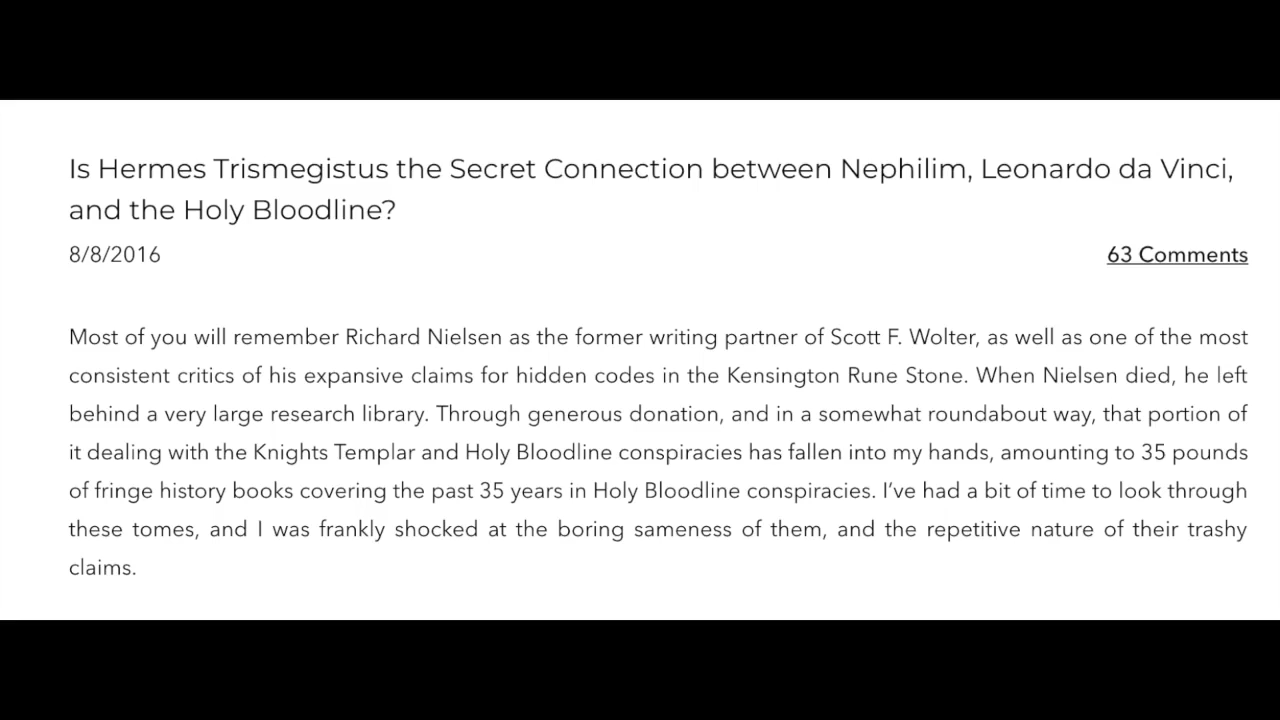 Is Hermes Trismegistus the Secret Connection between Nephilim, Leonardo da Vinci,
and the Holy Bloodline?
8/8/2016
63 Comments
Most of you will remember Richard Nielsen as the former writing partner of Scott F. Wolter, as well as one of the most
consistent critics of his expansive claims for hidden codes in the Kensington Rune Stone. When Nielsen died, he left
behind a very large research library. Through generous donation, and in a somewhat roundabout way, that portion of
it dealing with the Knights Templar and Holy Bloodline conspiracies has fallen into my hands, amounting to 35 pounds
of fringe history books covering the past 35 years in Holy Bloodline conspiracies. I’ve had a bit of time to look through
these tomes, and I was frankly shocked at the boring sameness of them, and the repetitive nature of their trashy
claims.